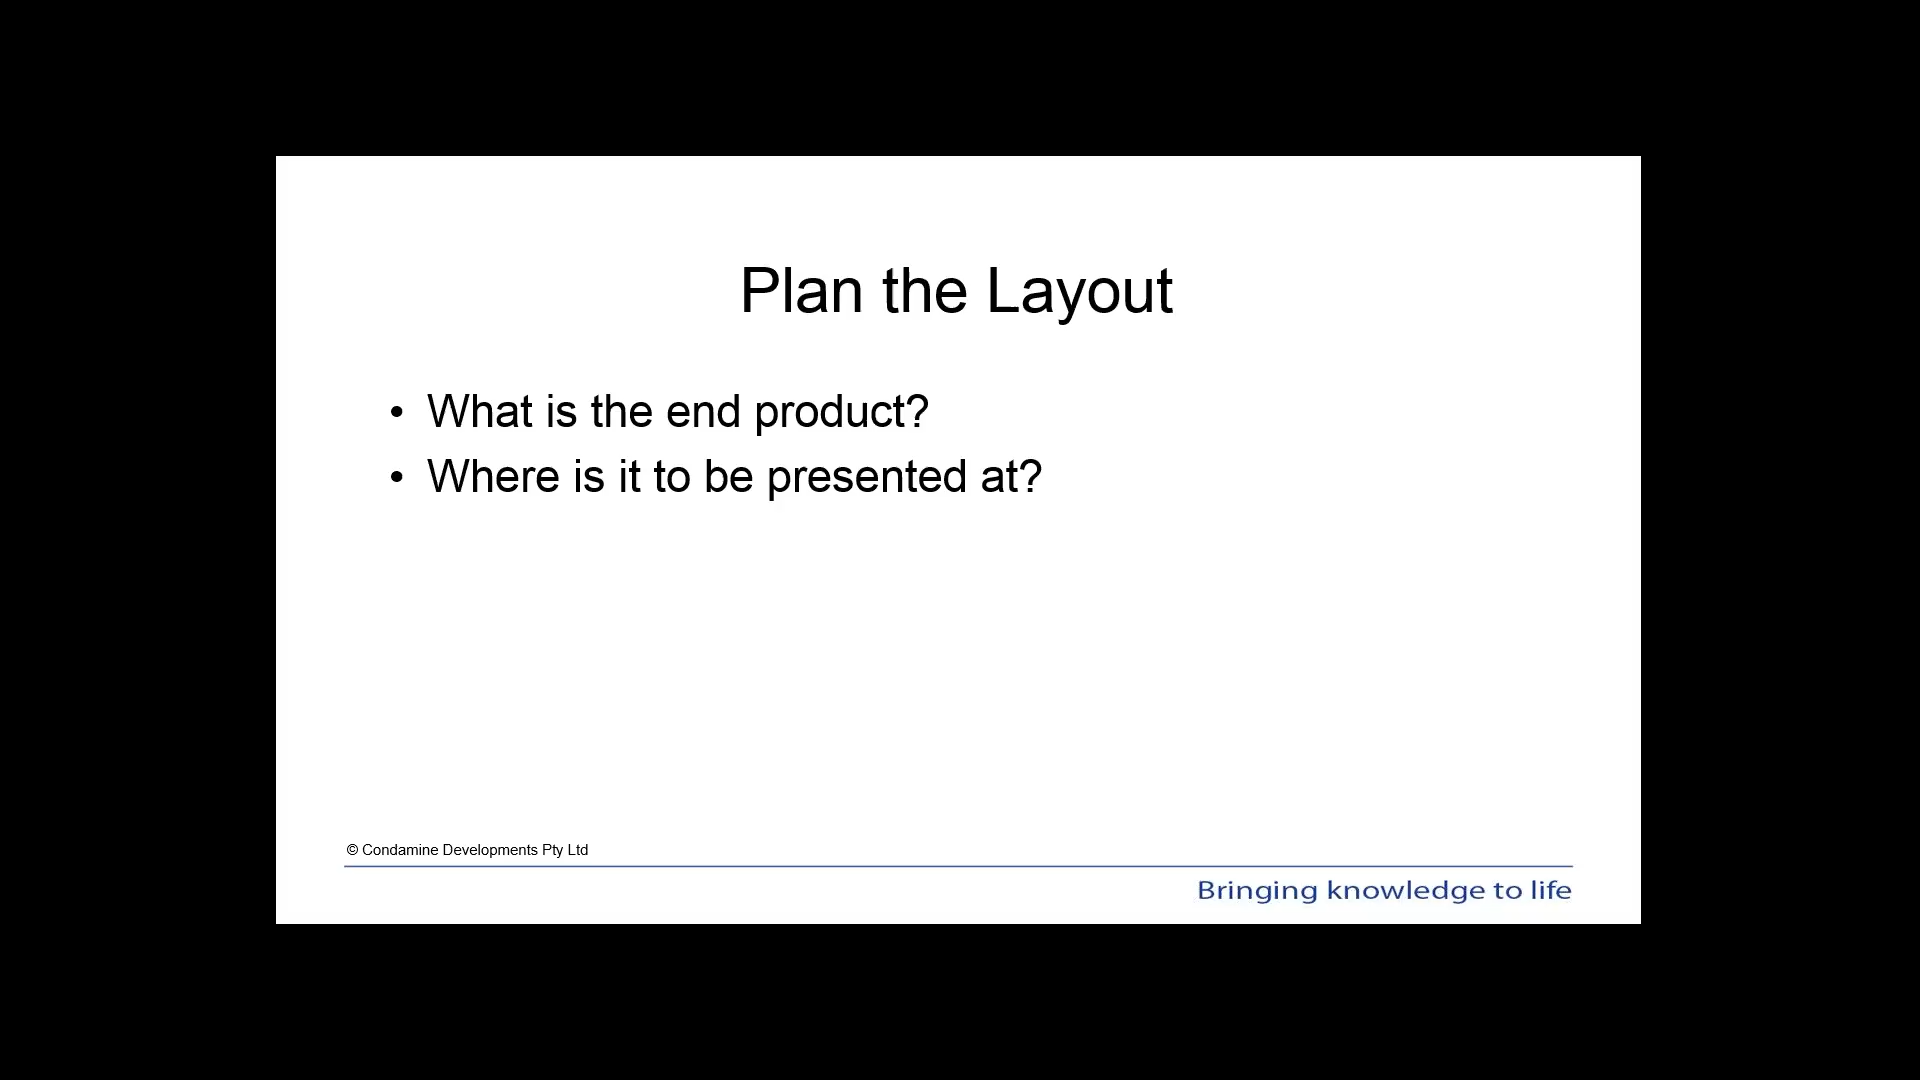 Plan the Layout
• What is the end product?
• Where is it to be presented at?
© Condamine Developments Pty Ltd
Bringing knowledge to life